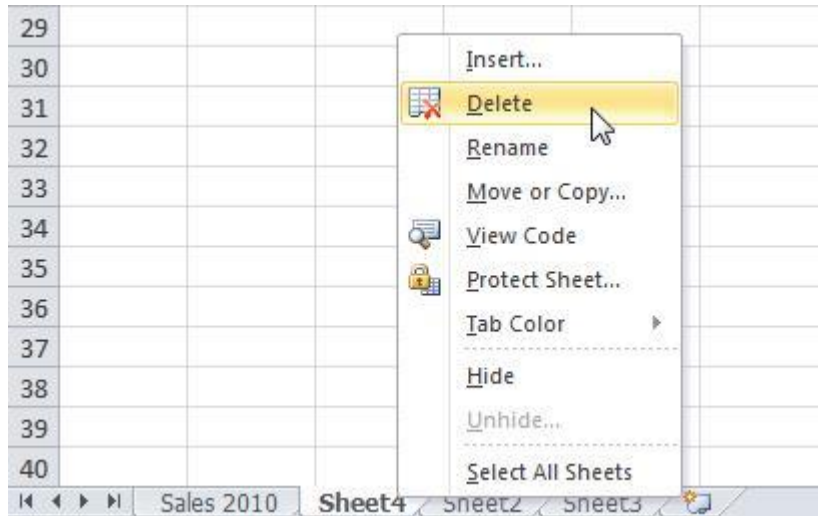 29
30
31
32
33
34
35
36
37
38
39
40
Insert...
Delete
Rename
Move or Copy...
View Code
Protect Sheet...
Tab Color
Hide
Unhide...
Select All Sheets
Sales 2010 Sheet4 Sheet2 Sheet3